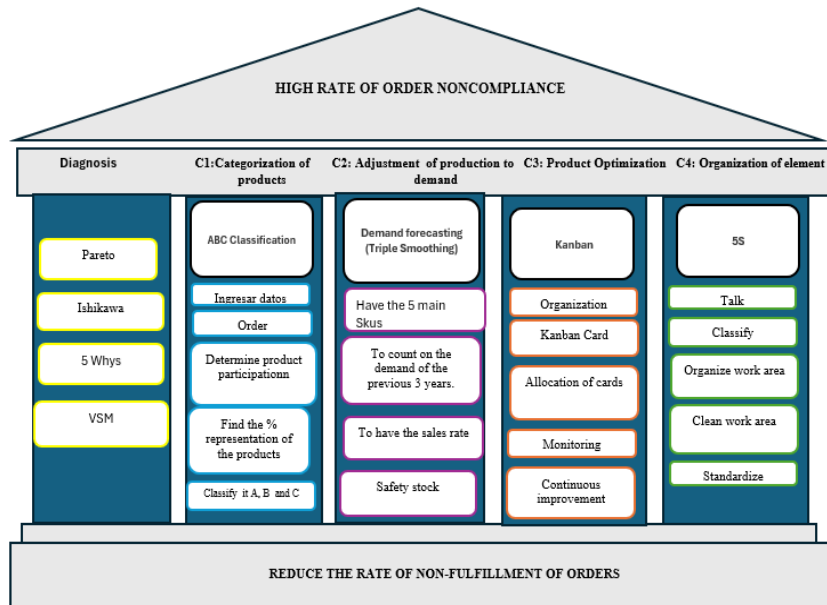 HIGH RATE OF ORDER NONCOMPLIANCE
Diagnosis
C1:Categorization of
products
C2: Adjustment of production to
demand
C3: Product Optimization
C4: Organization of element
Pareto
Ishikawa
5 Whys
VSM
ABC Classification
Ingresar datos
Order
Determine product
participationn
Find the %
representation of
the products
Classify it A, B and C
Demand forecasting
(Triple Smoothing)
Have the 5 main
Skus
To count on the
demand of the
previous 3 years.
To have the sales rate
Safety stock
Kanban
Organization
Kanban Card
Allocation of cards
Monitoring
Continuous
improvement
5S
Talk
Classify
Organize work area
Clean work area
Standardize
REDUCE THE RATE OF NON-FULFILLMENT OF ORDERS